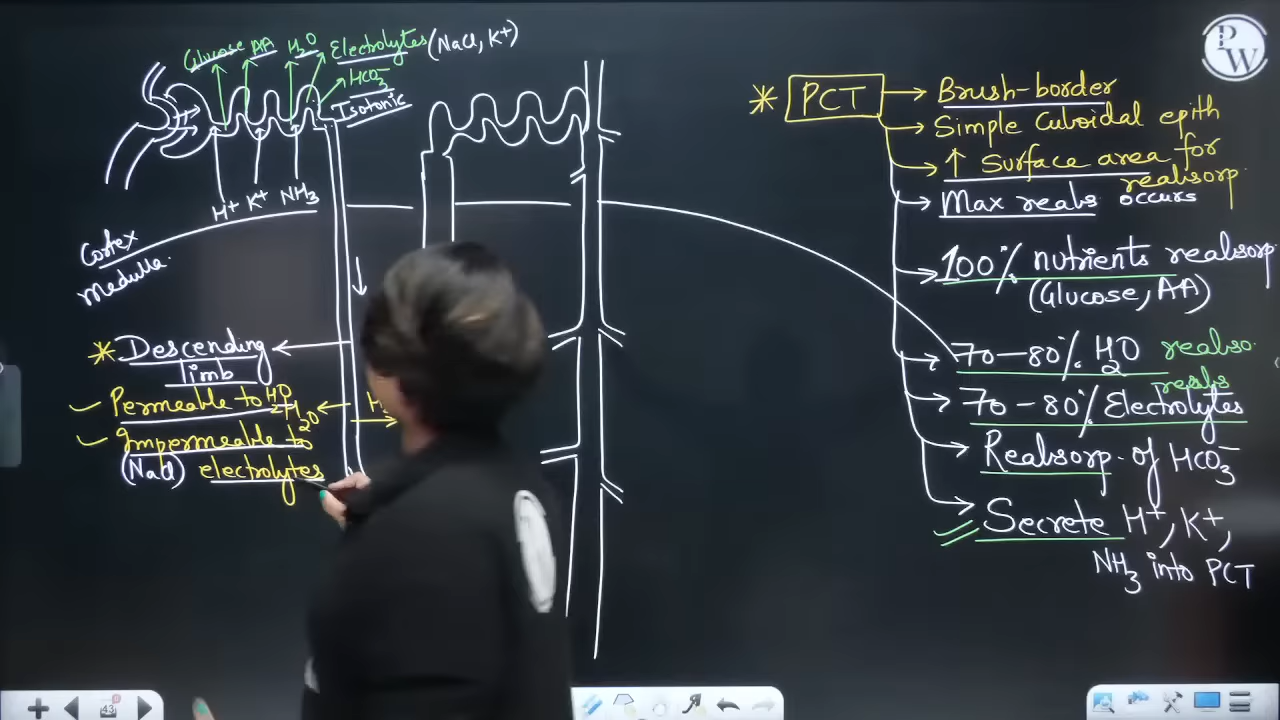 Glucose AA H2O Electrolytes (NaCl, K+)
HCO3-
Isotonic
H+ K+ NH3
Cortex
Medulla.
* Descending
limb
✓ Permeable to H2O
H2O
✓ Impermeable to
(NaCl) electrolytes
* PCT → Brush-border
→ Simple Cuboidal epith
→ ↑ Surface area for
reabsorp.
→ Max reabs occurs
→ 100% nutrients reabsorp
(Glucose, AA)
→ 70-80% H2O reabso.
reabs
→ 70-80% Electrolytes
→ Reabsorp. of HCO3-
→ Secrete H+, K+,
NH3 into PCT
PW
43